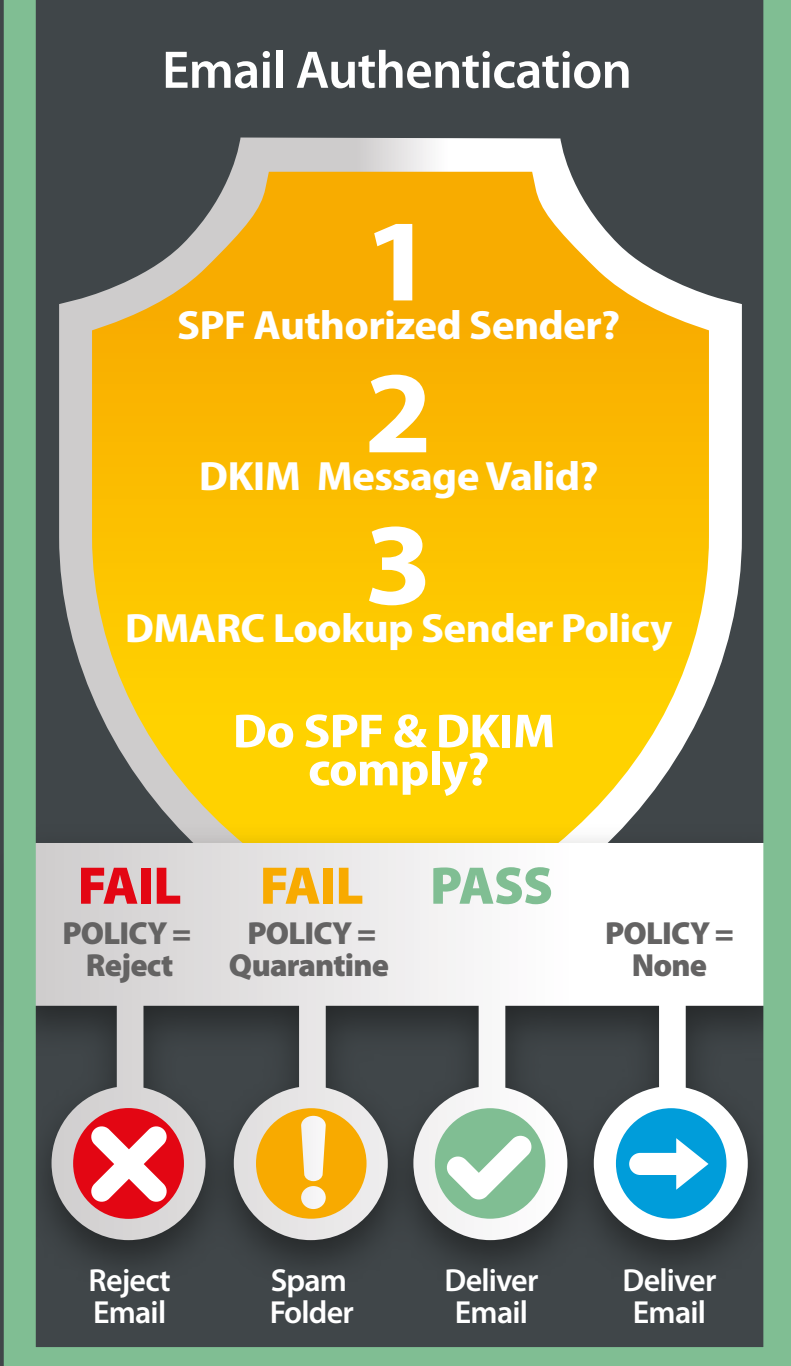 Email Authentication
1
SPF Authorized Sender?
2
DKIM Message Valid?
3
DMARC Lookup Sender Policy
Do SPF & DKIM
comply?
FAIL
POLICY =
Reject
FAIL
POLICY =
Quarantine
PASS
POLICY =
None
Reject
Email
Spam
Folder
Deliver
Email
Deliver
Email